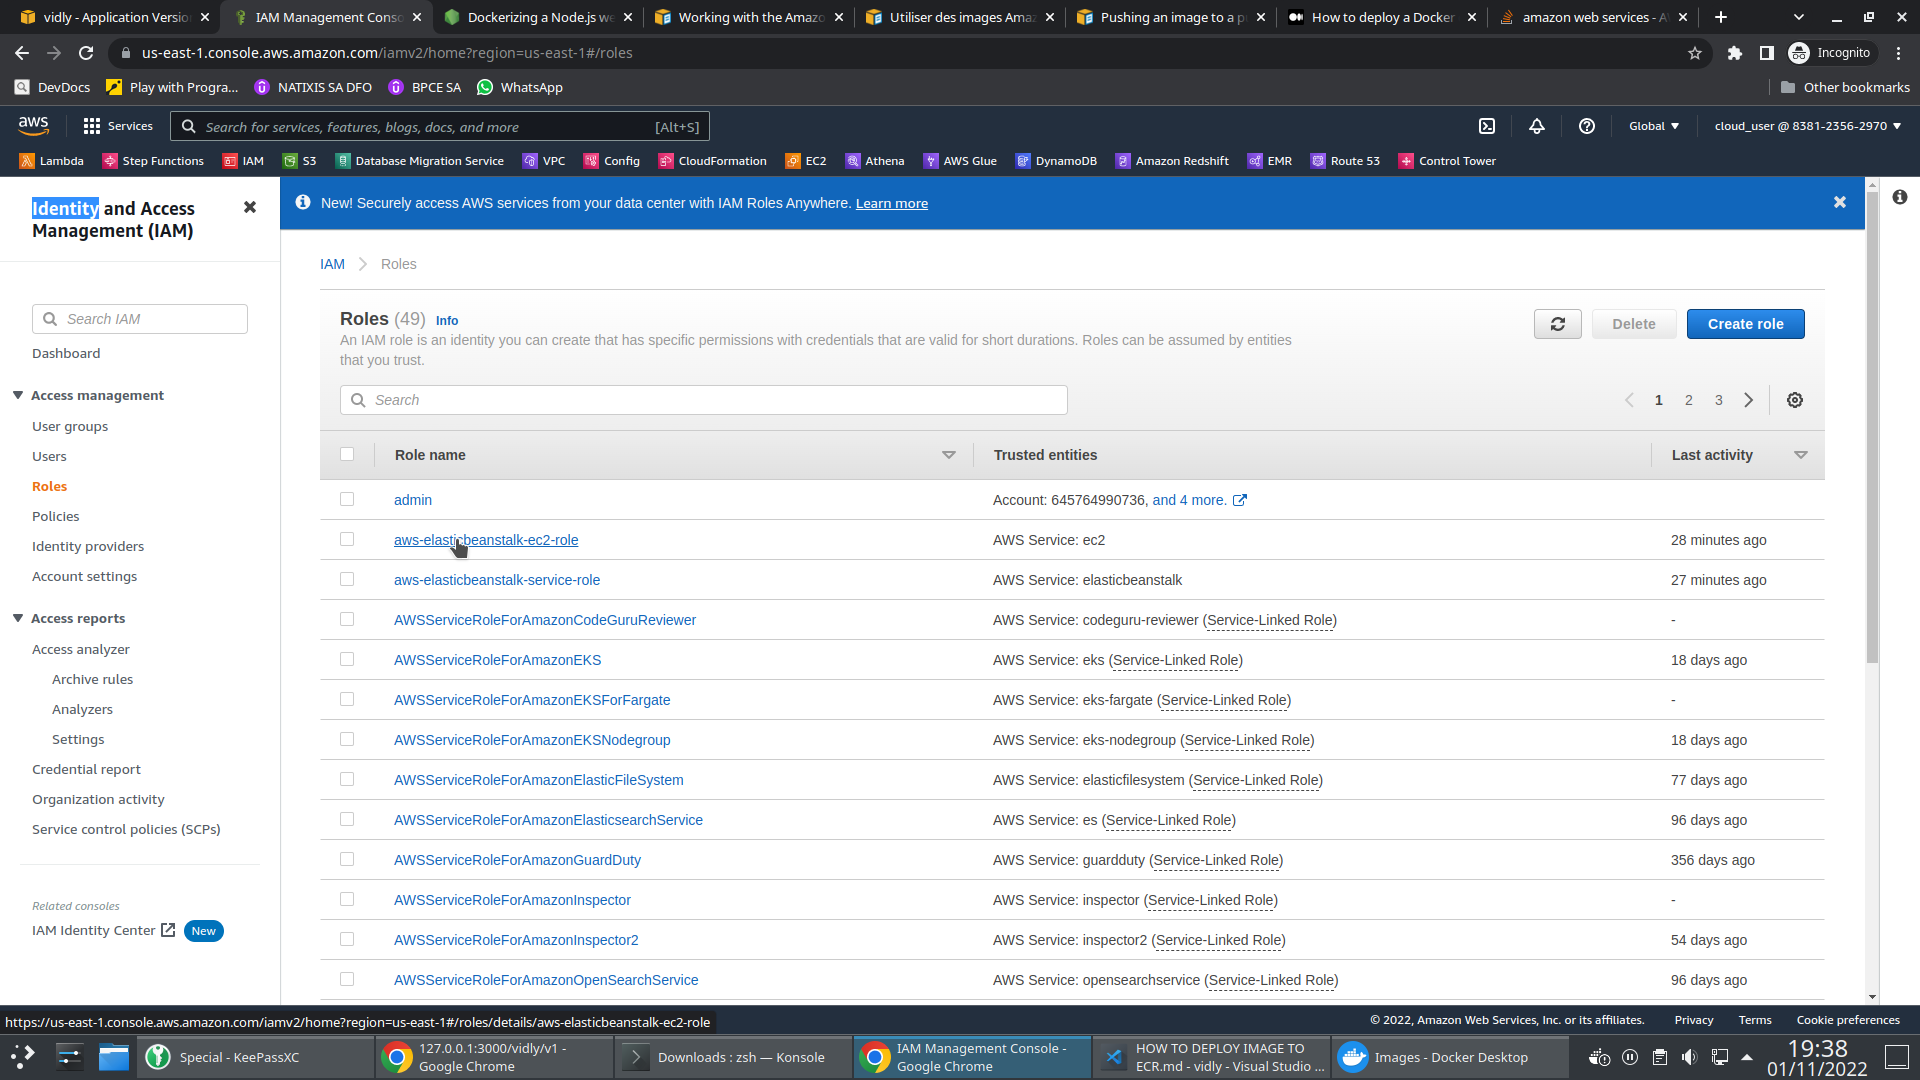 vidly - Application Versio
IAM Management Conso
Dockerizing a Node.js we
Working with the Amazo
Utiliser des images Amaz
Pushing an image to a p
How to deploy a Docker
amazon web services - A
us-east-1.console.aws.amazon.com/iamv2/home?region=us-east-1#/roles
Incognito
DevDocs
Play with Progra...
NATIXIS SA DFO
BPCE SA
WhatsApp
Other bookmarks
aws
Services
Search for services, features, blogs, docs, and more
[Alt+S]
Global
cloud_user @ 8381-2356-2970
Lambda
Step Functions
IAM
S3
Database Migration Service
VPC
Config
CloudFormation
EC2
Athena
AWS Glue
DynamoDB
Amazon Redshift
EMR
Route 53
Control Tower
Identity and Access
Management (IAM)
Search IAM
Dashboard
Access management
User groups
Users
Roles
Policies
Identity providers
Account settings
Access reports
Access analyzer
Archive rules
Analyzers
Settings
Credential report
Organization activity
Service control policies (SCPs)
Related consoles
IAM Identity Center
New
New! Securely access AWS services from your data center with IAM Roles Anywhere. Learn more
IAM
Roles
Roles (49) Info
An IAM role is an identity you can create that has specific permissions with credentials that are valid for short durations. Roles can be assumed by entities
that you trust.
Delete
Create role
Search
1
2
3
Role name
Trusted entities
Last activity
admin
Account: 645764990736, and 4 more.
aws-elasticbeanstalk-ec2-role
AWS Service: ec2
28 minutes ago
aws-elasticbeanstalk-service-role
AWS Service: elasticbeanstalk
27 minutes ago
AWSServiceRoleForAmazonCodeGuruReviewer
AWS Service: codeguru-reviewer (Service-Linked Role)
-
AWSServiceRoleForAmazonEKS
AWS Service: eks (Service-Linked Role)
18 days ago
AWSServiceRoleForAmazonEKSForFargate
AWS Service: eks-fargate (Service-Linked Role)
-
AWSServiceRoleForAmazonEKSNodegroup
AWS Service: eks-nodegroup (Service-Linked Role)
18 days ago
AWSServiceRoleForAmazonElasticFileSystem
AWS Service: elasticfilesystem (Service-Linked Role)
77 days ago
AWSServiceRoleForAmazonElasticsearchService
AWS Service: es (Service-Linked Role)
96 days ago
AWSServiceRoleForAmazonGuardDuty
AWS Service: guardduty (Service-Linked Role)
356 days ago
AWSServiceRoleForAmazonInspector
AWS Service: inspector (Service-Linked Role)
-
AWSServiceRoleForAmazonInspector2
AWS Service: inspector2 (Service-Linked Role)
54 days ago
AWSServiceRoleForAmazonOpenSearchService
AWS Service: opensearchservice (Service-Linked Role)
96 days ago
https://us-east-1.console.aws.amazon.com/iamv2/home?region=us-east-1#/roles/details/aws-elasticbeanstalk-ec2-role
© 2022, Amazon Web Services, Inc. or its affiliates.
Privacy
Terms
Cookie preferences
Special - KeePassXC
127.0.0.1:3000/vidly/v1 -
Google Chrome
Downloads : zsh — Konsole
IAM Management Console -
Google Chrome
HOW TO DEPLOY IMAGE TO
ECR.md - vidly - Visual Studio ...
Images - Docker Desktop
19:38
01/11/2022